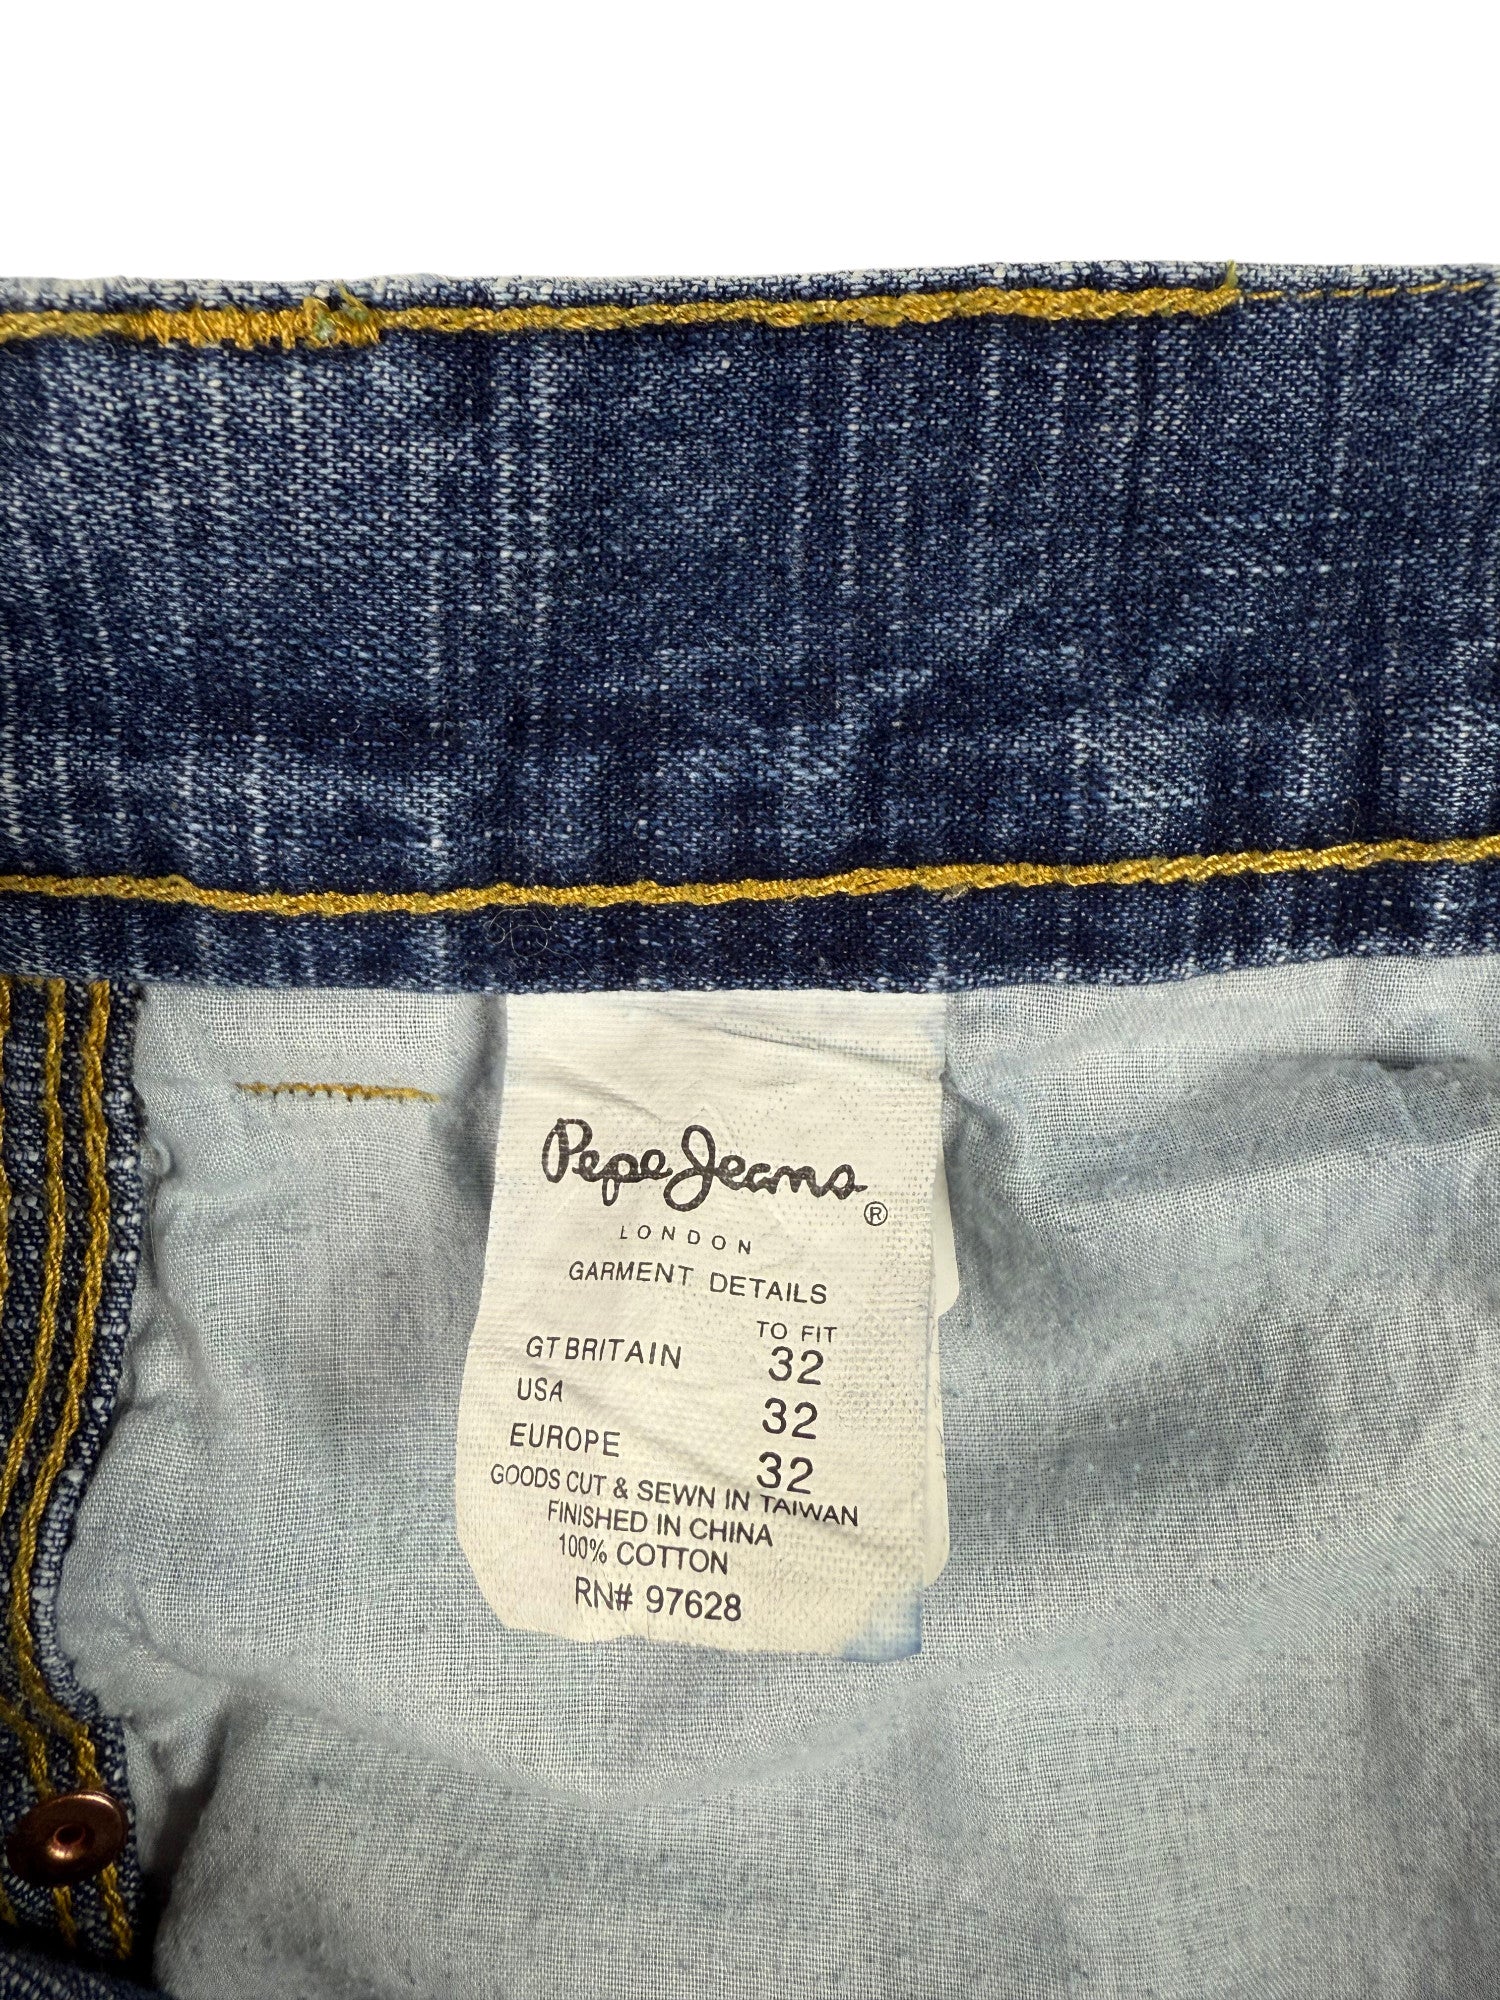 Pepe Jeans ®
LONDON
GARMENT DETAILS
TO FIT
GT BRITAIN 32
USA 32
EUROPE 32
GOODS CUT & SEWN IN TAIWAN
FINISHED IN CHINA
100% COTTON
RN# 97628